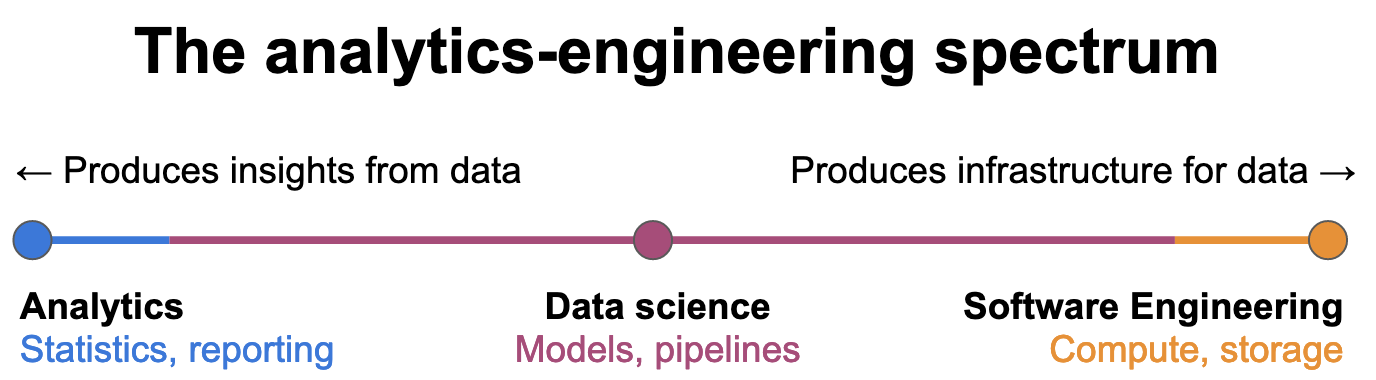 The analytics-engineering spectrum
← Produces insights from data
Produces infrastructure for data →
Analytics
Statistics, reporting
Data science
Models, pipelines
Software Engineering
Compute, storage